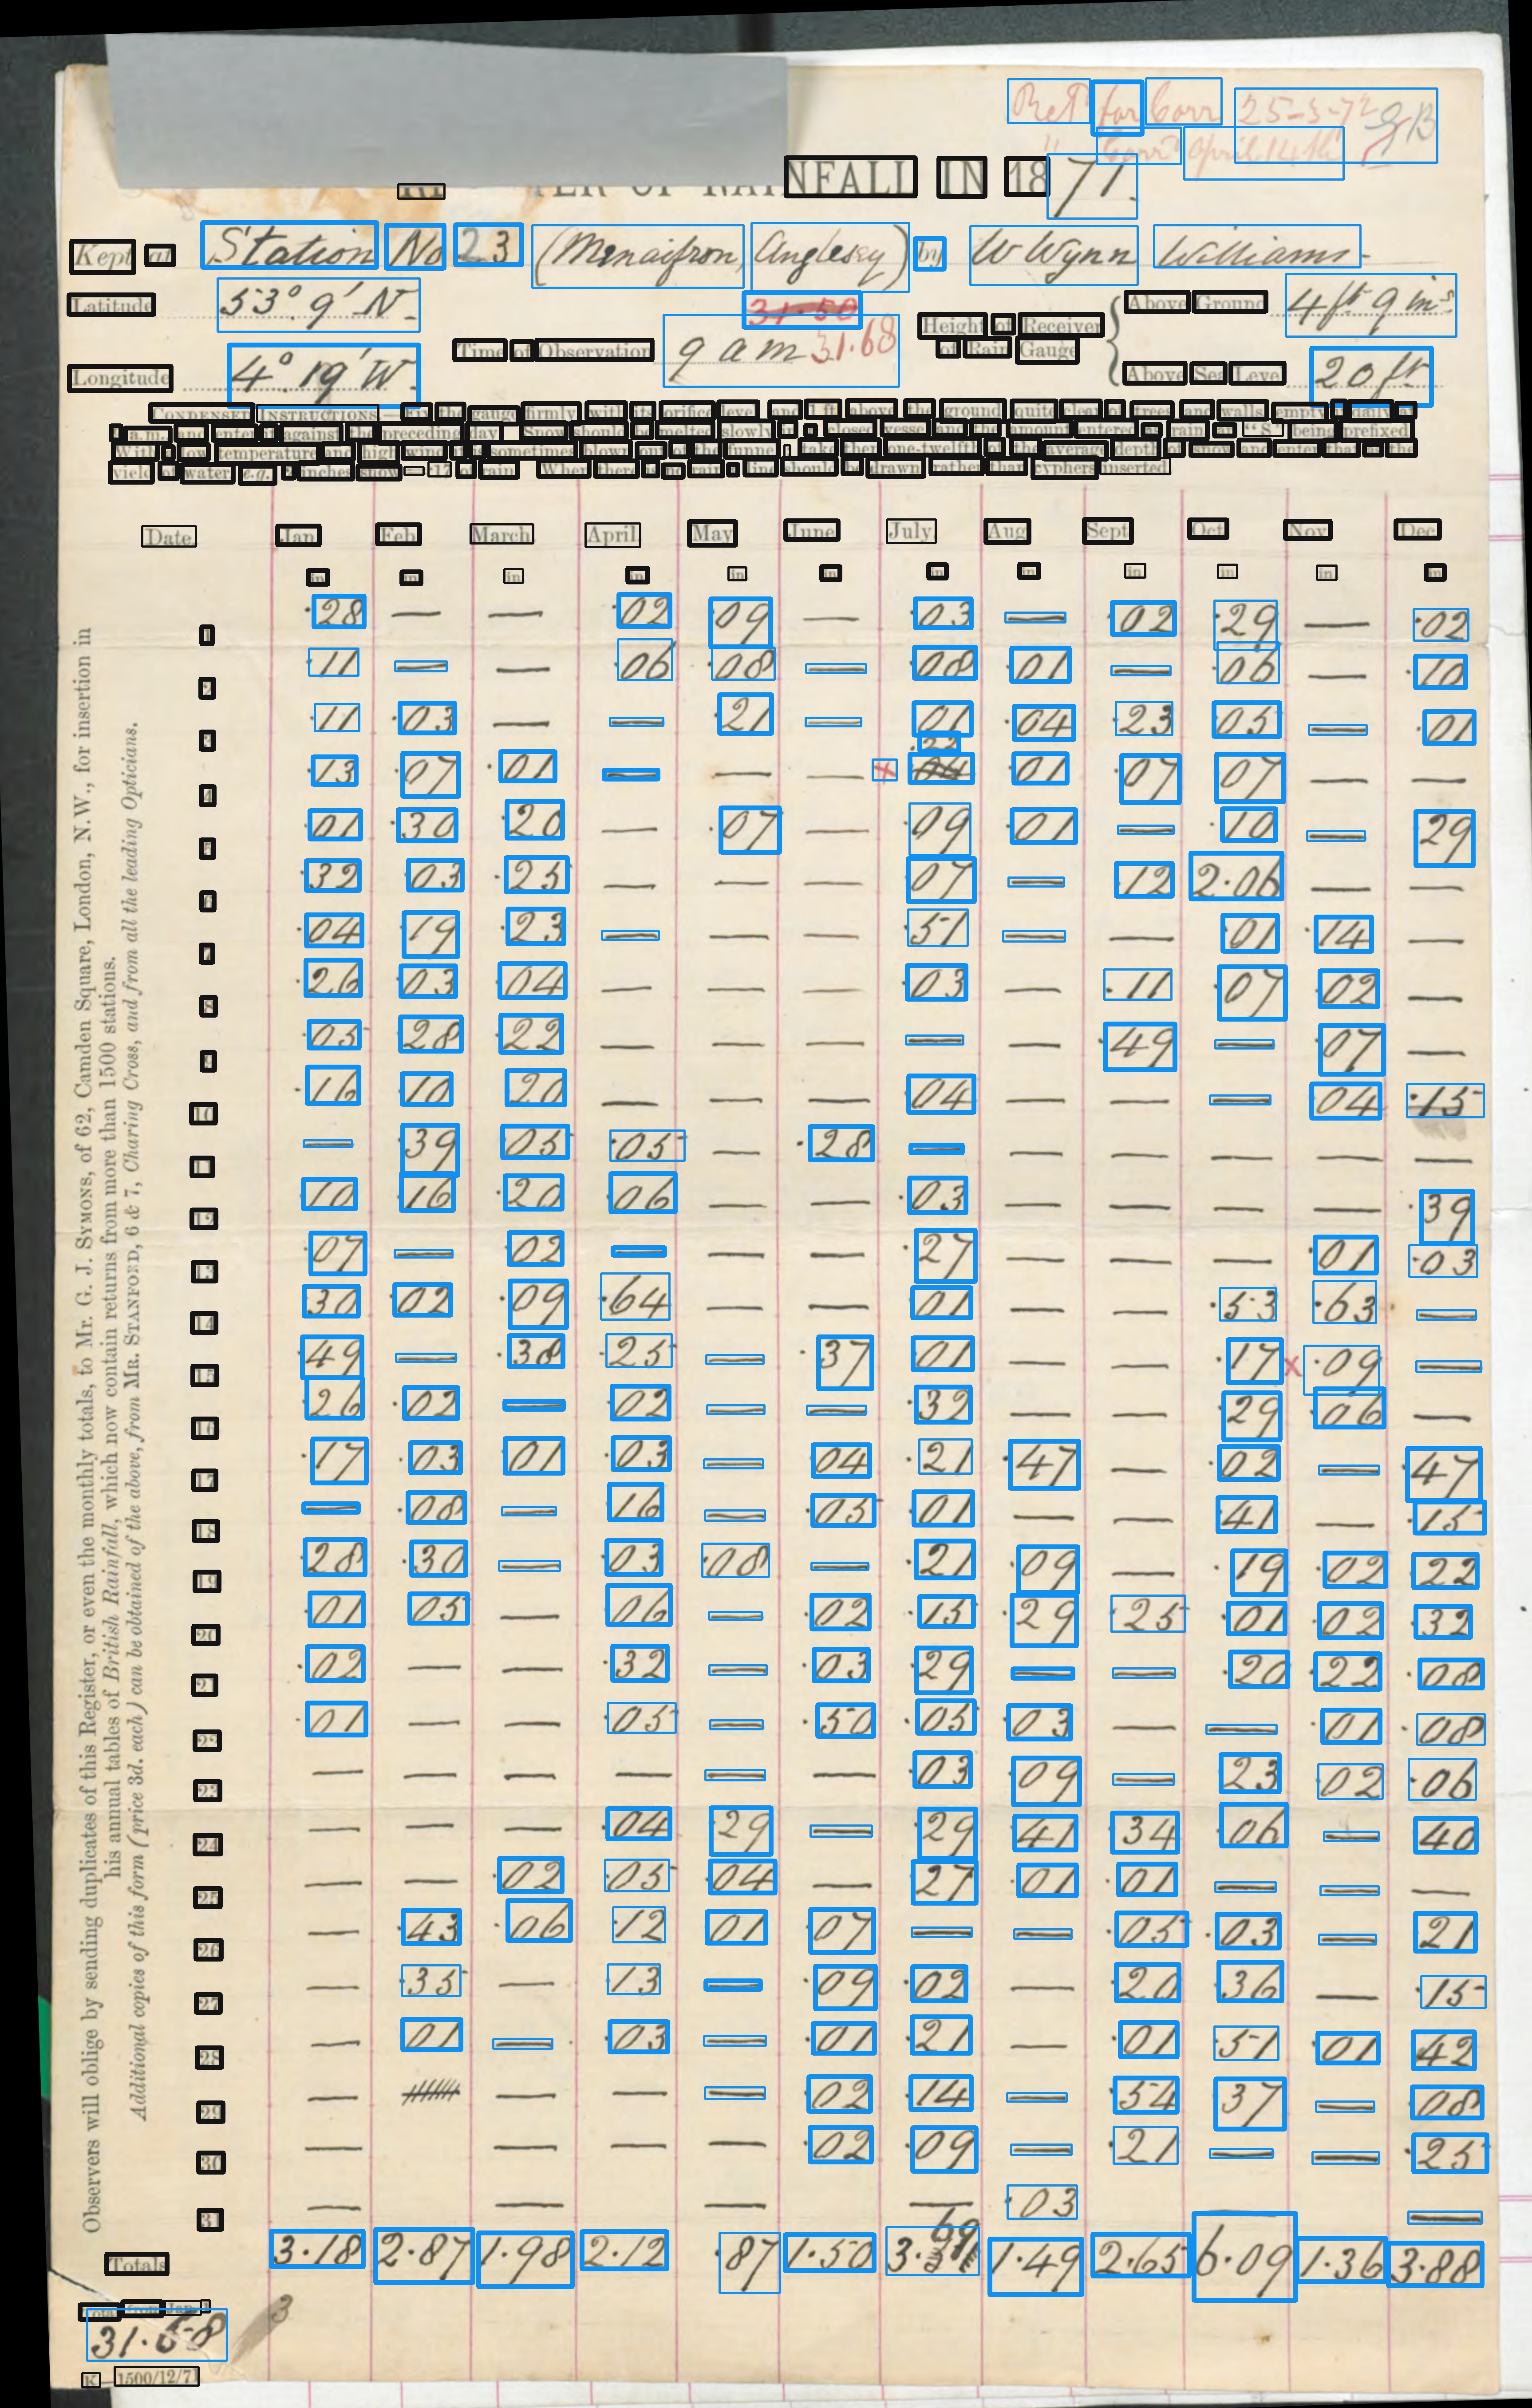 Ret for Corr 25-3-72 GB
" Corrd April 14th
NFALL IN 1871.
Kept at Station No 23 (Menaifron, Anglesey) by W Wynn Williams
Latitude 53° 9' N. 31.50 Above Ground 4 ft 9 ins
Time of Observation 9 am 31.68 Height of Receiver of Rain Gauge
Longitude 4° 19' W. Above Sea Level 20 ft
CONDENSED INSTRUCTIONS—Fix the gauge firmly with its orifice level and 1 ft. above the ground quite clear of trees and walls; empty it daily at
9 a.m. and enter it against the preceding day. Snow should be melted slowly in a closed vessel and the amount entered as rain, an "S" being prefixed.
With a low temperature and high wind it is sometimes blown out of the funnel; take then one-twelfth of the average depth of snow and enter that as the
yield of water, e.g. 2 inches snow = .17 of rain. When there is no rain a line should be drawn rather than cyphers inserted.
Date. Jan. Feb. March. April. May. June. July. Aug. Sept. Oct. Nov. Dec.
in in in in in in in in in in in in
1 .28 — — .02 .09 — .03 — .02 .29 — .02
2 .11 — — .06 .08 — .08 .01 — .06 — .10
3 .11 .03 — — .21 — .01 .04 .23 .05 — .01
.22
4 .13 .07 .01 — — — x .04 .01 .07 .07 — —
5 .01 .30 .20 — .07 — .09 .01 — .10 — .29
6 .32 .03 .25 — — — .07 — .12 2.06 — —
7 .04 .19 .23 — — — .51 — — .01 .14 —
8 .26 .03 .04 — — — .03 — .11 .07 .02 —
9 .05 .28 .22 — — — — — .49 — .07 —
10 .16 .10 .20 — — — .04 — — — .04 .15
11 — .39 .05 .05 — .28 — — — — — —
12 .10 .16 .20 .06 — — .03 — — — — .39
13 .07 — .02 — — — .27 — — — .01 .03
14 .30 .02 .09 .64 — — .01 — — .53 .63 —
15 .49 — .38 .25 — .37 .01 — — .17 x .09 —
16 .26 .02 — .02 — — .32 — — .29 .06 —
17 .17 .03 .01 .03 — .04 .21 .47 — .02 — .47
18 — .08 — .16 — .05 .01 — — .41 — .15
19 .28 .30 — .03 .08 — .21 .09 — .19 .02 .22
20 .01 .05 — .06 — .02 .15 .29 .25 .01 .02 .32
21 .02 — — .32 — .03 .29 — — .20 .22 .08
22 .01 — — .05 — .50 .05 .03 — — .01 .08
23 — — — — — — .03 .09 — .23 .02 .06
24 — — — .04 .29 — .29 .41 .34 .06 — .40
25 — — .02 .05 .04 — .27 .01 .01 — — —
26 — .43 .06 .12 .01 .07 — — .05 .03 — .21
27 — .35 — .13 — .09 .02 — .20 .36 — .15
28 — .01 — .03 — .01 .21 — .01 .51 .01 .42
29 — — — — .02 .14 — .54 .37 — .08
30 — — — — .02 .09 — .21 — — .25
31 — — — — .03 — —
Totals 3.18 2.87 1.98 2.12 .87 1.50 3.69 1.49 2.65 6.09 1.36 3.88
Total from Jan. 1
31.58
3
K 1500/12/71
Observers will oblige by sending duplicates of this Register, or even the monthly totals, to Mr. G. J. SYMONS, of 62, Camden Square, London, N.W., for insertion in
his annual tables of British Rainfall, which now contain returns from more than 1500 stations.
Additional copies of this form (price 3d. each) can be obtained of the above, from MR. STANFORD, 6 & 7, Charing Cross, and from all the leading Opticians.